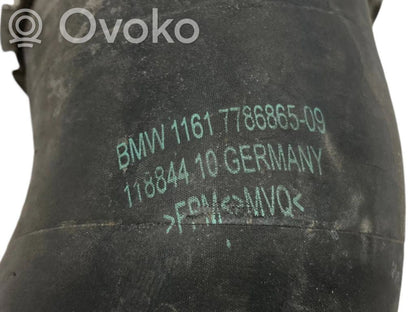 Ovoko
BMW 1161 7786865-09
118844 10 GERMANY
>FPM<>MVQ<